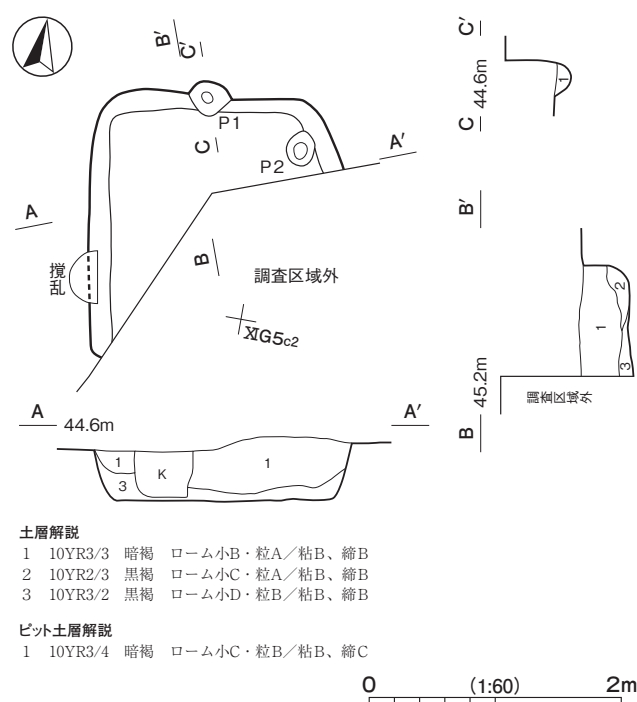 B′
C′
C′
P1
C
P2
A′
A
44.6m
C
1
B′
撹乱
B
調査区域外
XIG5c2
1
2
3
45.2m
B
調査区域外
A 44.6m A′
1
K
1
3
土層解説
1 10YR3/3 暗褐 ローム小B・粒A／粘B、締B
2 10YR2/3 黒褐 ローム小C・粒A／粘B、締B
3 10YR3/2 黒褐 ローム小D・粒B／粘B、締B
ピット土層解説
1 10YR3/4 暗褐 ローム小C・粒B／粘B、締C
0 (1:60) 2m